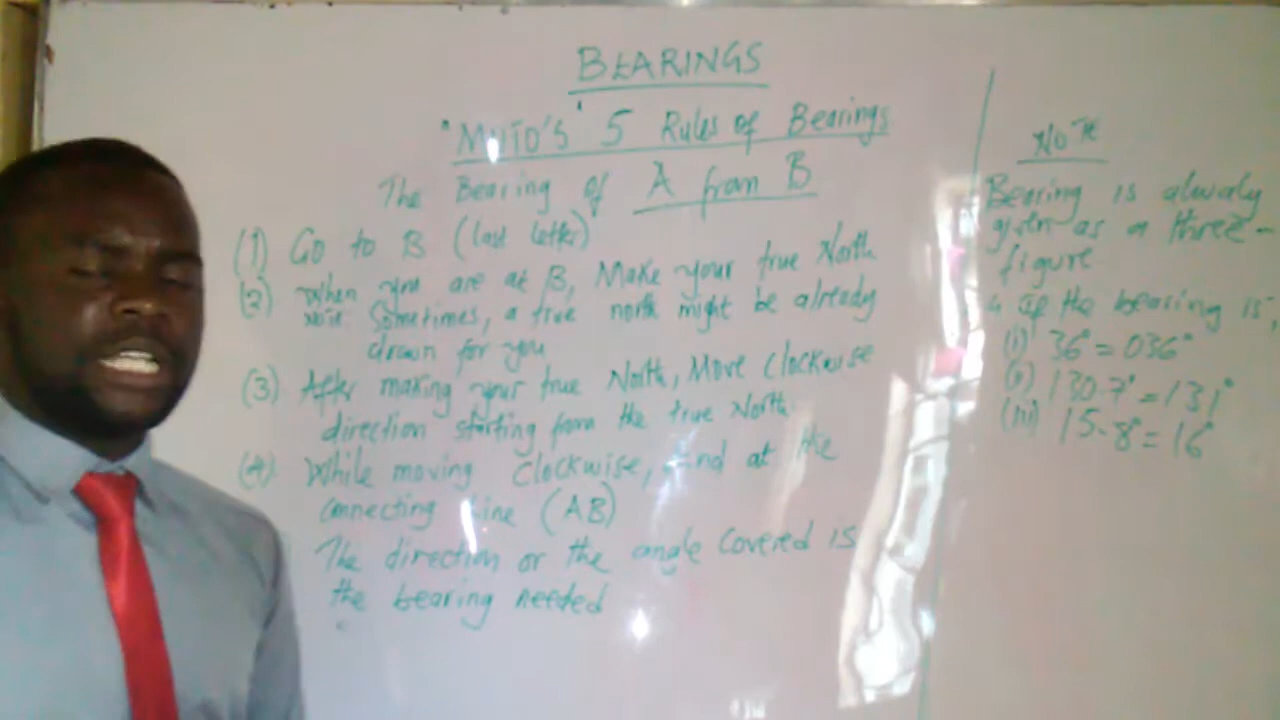 BEARINGS
"MUTO'S" 5 Rules of Bearings
The Bearing of A from B
(1) Go to B (last letter)
(2) When you are at B, Make your true North
Note Sometimes, a true north might be already
drawn for you
(3) After making your true North, Move clockwise
direction starting from the true North.
(4) While moving clockwise, End at the
connecting Line (AB)
The direction or the angle covered is
the bearing needed
NOTE
Bearing is alwaly
given as a three-
figure
if the bearing is,
(i) 36° = 036°
130.7° = 131°
(iii) 15.8° = 16°